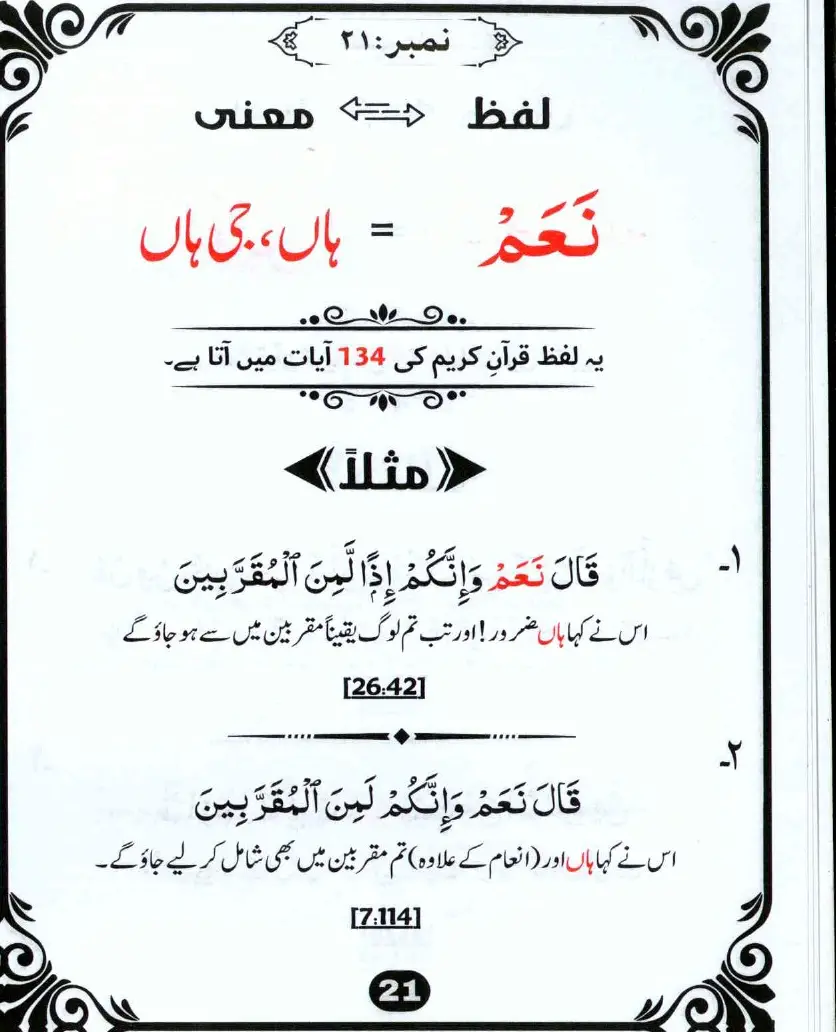 نمبر: ۲۱
لفظ ⇔ معنی
نَعَمْ = ہاں، جی ہاں
یہ لفظ قرآنِ کریم کی 134 آیات میں آتا ہے۔
مثلاً
۱۔
قَالَ نَعَمْ وَإِنَّكُمْ إِذًۭا لَّمِنَ ٱلْمُقَرَّبِينَ
اس نے کہا ہاں ضرور! اور تب تم لوگ یقیناً مقربین میں سے ہو جاؤ گے
[26:42]
۲۔
قَالَ نَعَمْ وَإِنَّكُمْ لَمِنَ ٱلْمُقَرَّبِينَ
اس نے کہا ہاں اور (انعام کے علاوہ) تم مقربین میں بھی شامل کر لیے جاؤ گے۔
[7:114]
21